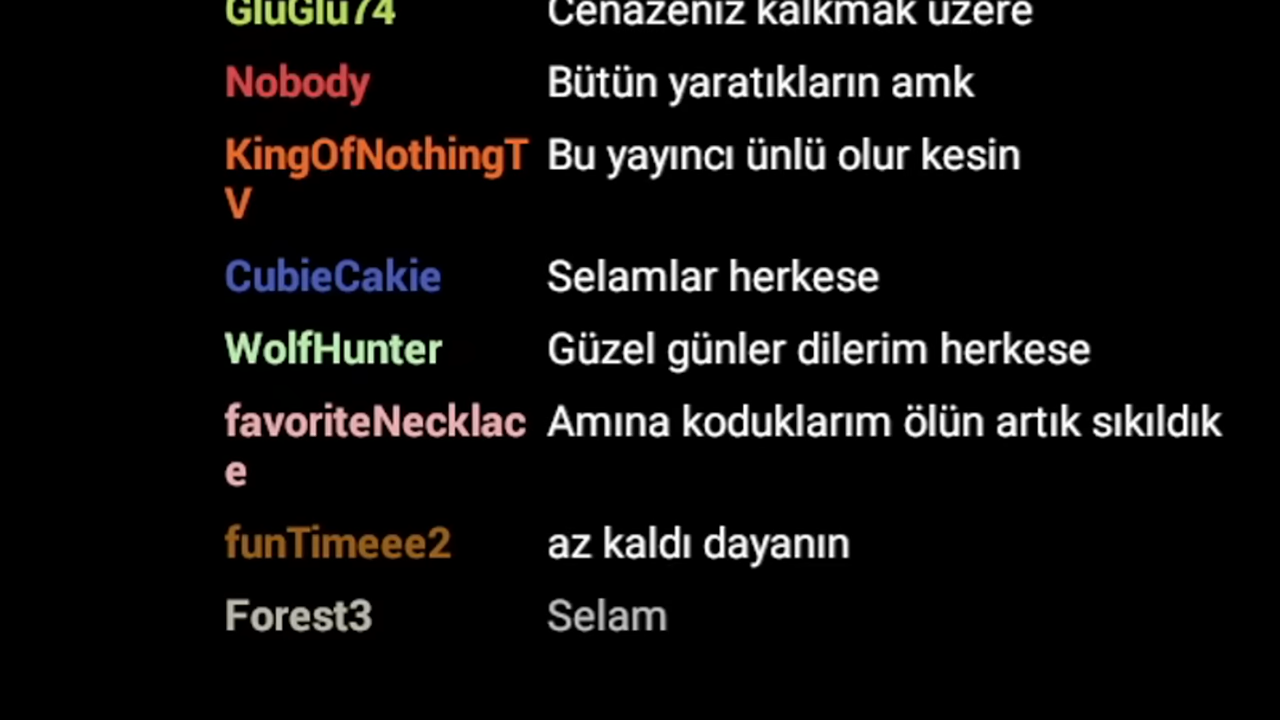 GluGlu74 Cenazeniz kalkmak üzere
Nobody Bütün yaratıkların amk
KingOfNothingT Bu yayıncı ünlü olur kesin
V
CubieCakie Selamlar herkese
WolfHunter Güzel günler dilerim herkese
favoriteNecklac Amına koduklarım ölün artık sıkıldık
e
funTimeee2 az kaldı dayanın
Forest3 Selam